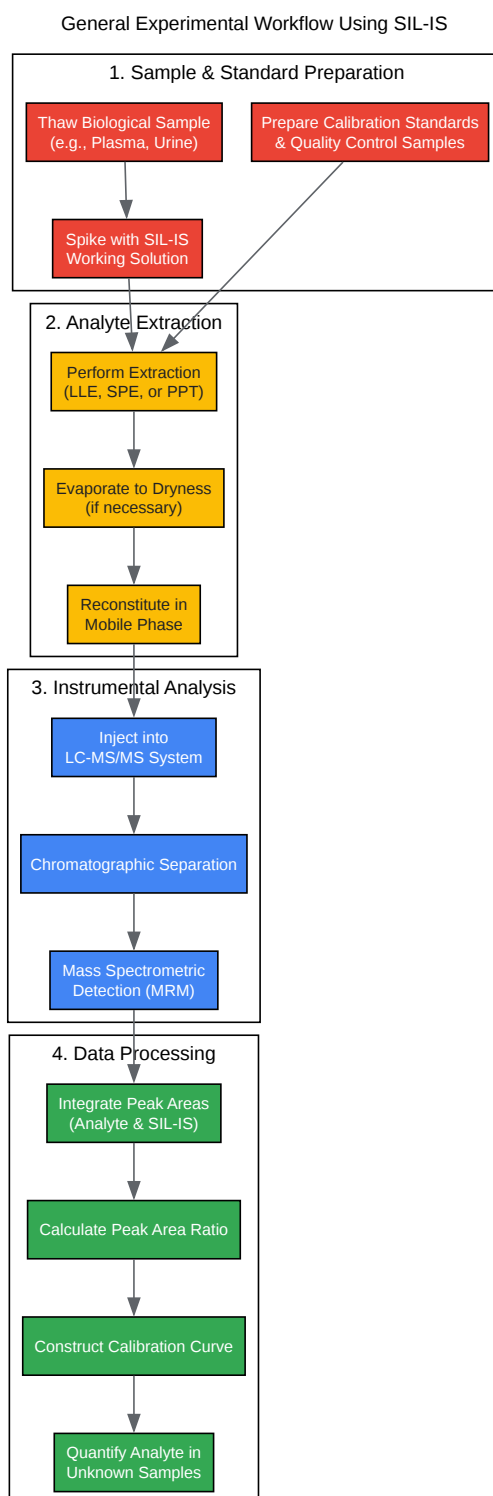 General Experimental Workflow Using SIL-IS
1. Sample & Standard Preparation
Thaw Biological Sample
(e.g., Plasma, Urine)
Prepare Calibration Standards
& Quality Control Samples
Spike with SIL-IS
Working Solution
2. Analyte Extraction
Perform Extraction
(LLE, SPE, or PPT)
Evaporate to Dryness
(if necessary)
Reconstitute in
Mobile Phase
3. Instrumental Analysis
Inject into
LC-MS/MS System
Chromatographic Separation
Mass Spectrometric
Detection (MRM)
4. Data Processing
Integrate Peak Areas
(Analyte & SIL-IS)
Calculate Peak Area Ratio
Construct Calibration Curve
Quantify Analyte in
Unknown Samples